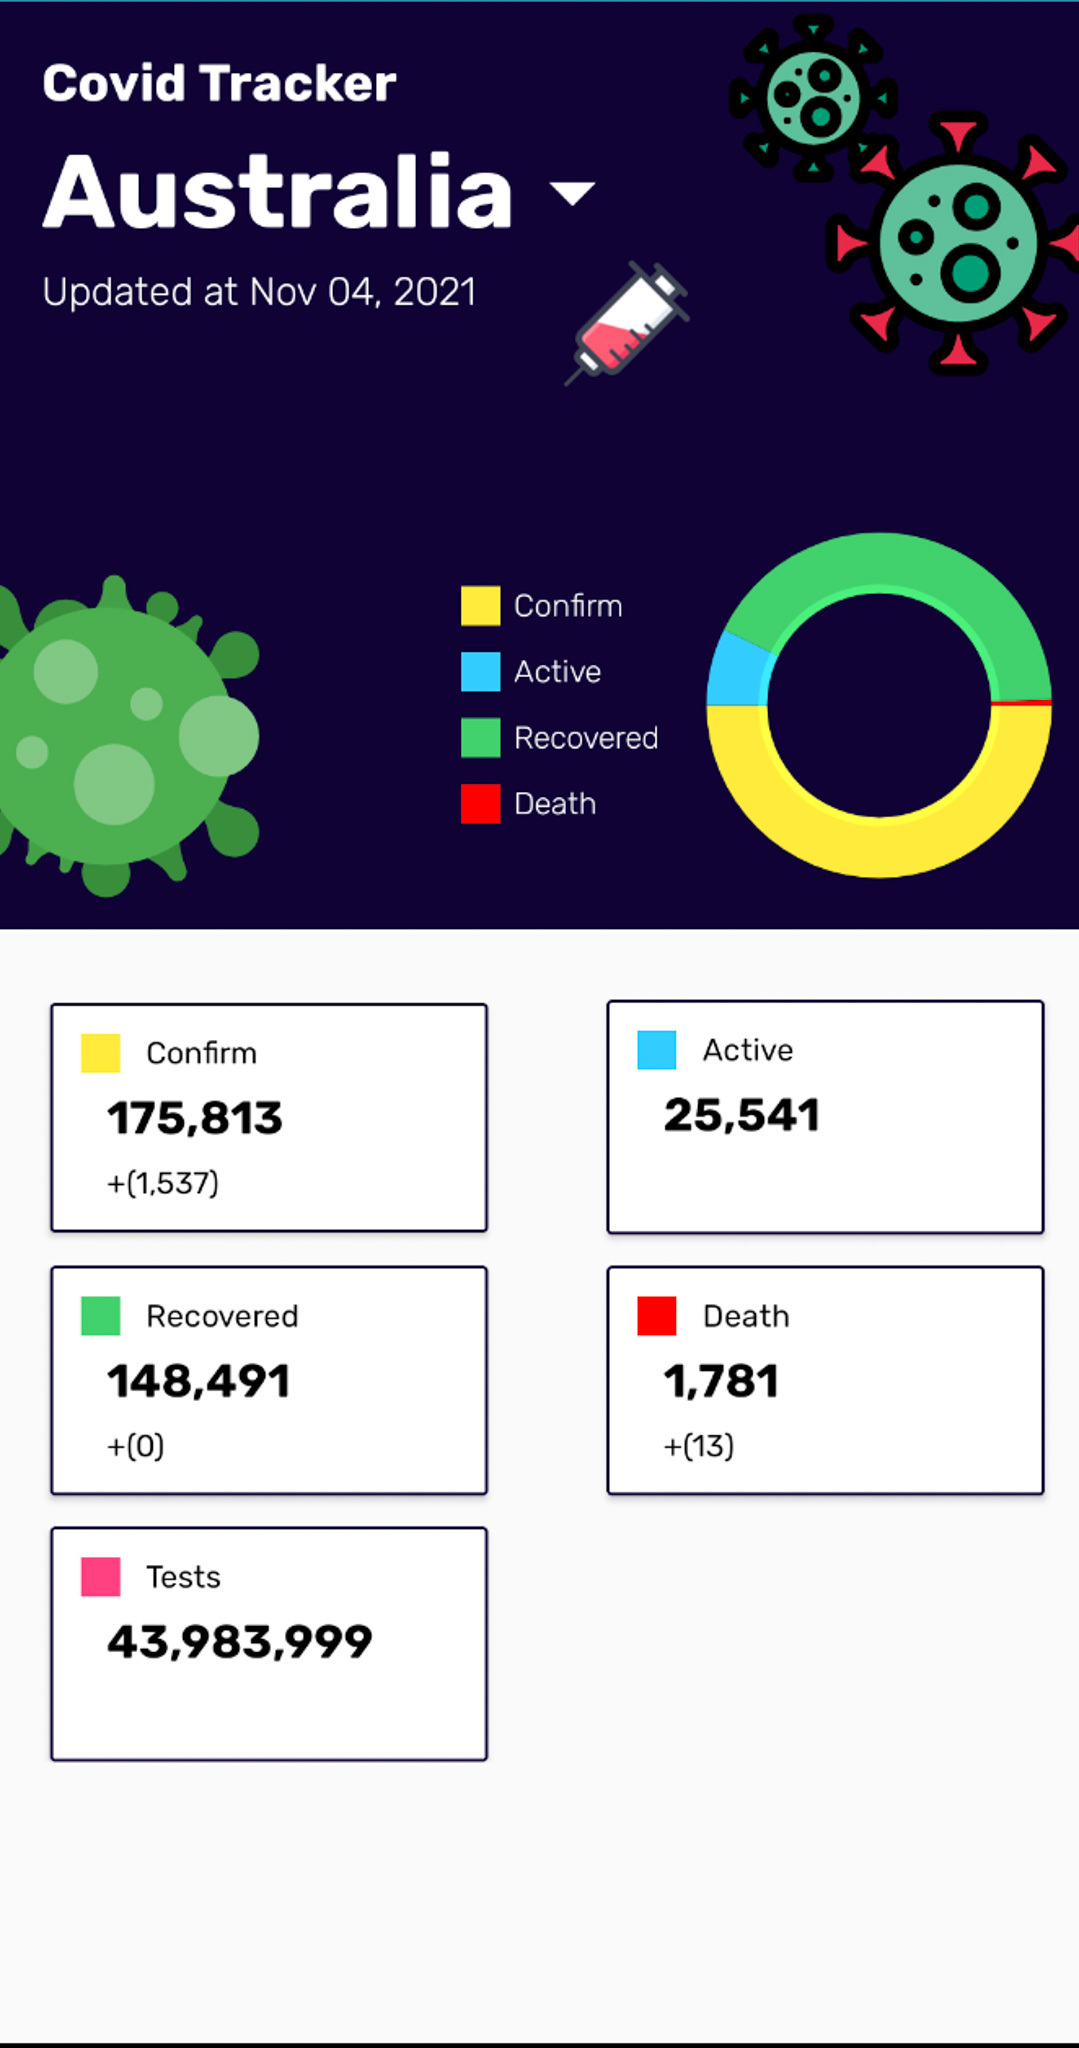 Covid Tracker
Australia
Updated at Nov 04, 2021
Confirm
Active
Recovered
Death
Confirm
175,813
+(1,537)
Active
25,541
Recovered
148,491
+(0)
Death
1,781
+(13)
Tests
43,983,999